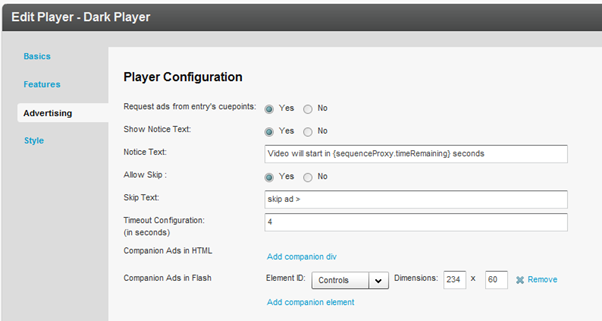 Edit Player - Dark Player
Basics
Features
Advertising
Style
Player Configuration
Request ads from entry's cuepoints: Yes No
Show Notice Text: Yes No
Notice Text: Video will start in {sequenceProxy.timeRemaining} seconds
Allow Skip : Yes No
Skip Text: skip ad >
Timeout Configuration: 4
(in seconds)
Companion Ads in HTML Add companion div
Companion Ads in Flash Element ID: Controls Dimensions: 234 x 60 Remove
Add companion element